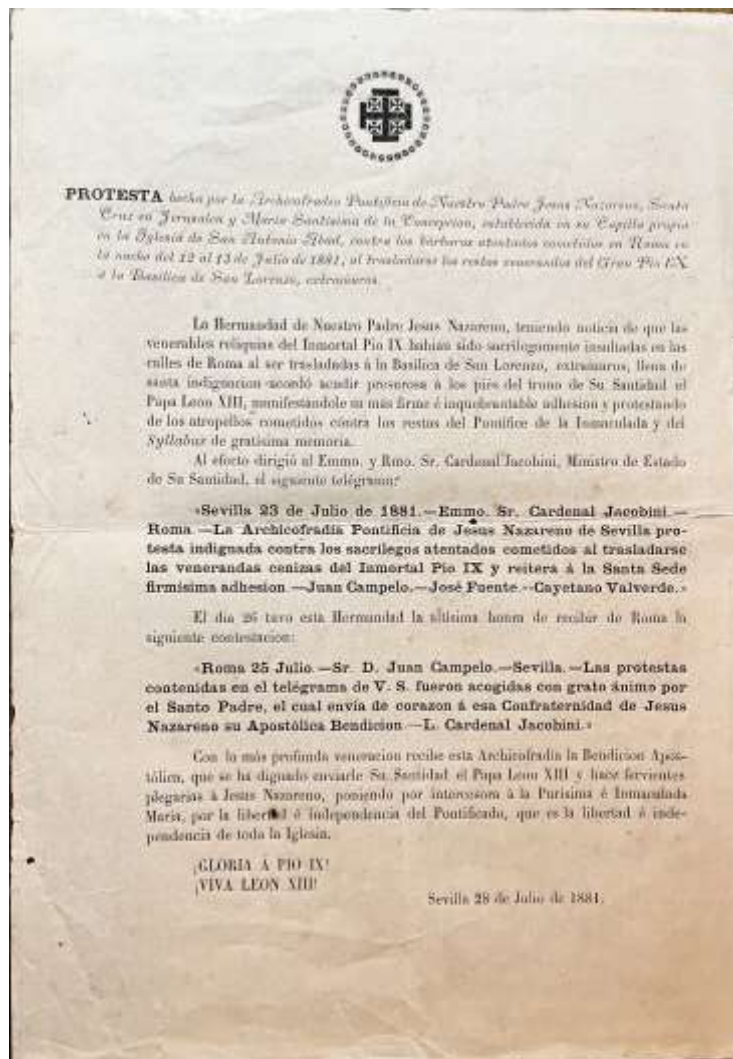 PROTESTA hecha por la Archicofradia Pontificia de Nuestro Padre Jesus Nazareno, Santa
Cruz en Jerusalen y Maria Santisima de la Concepcion, establecida en su Capilla propia
en la Iglesia de San Antonio Abad, contra los bárbaros atentados cometidos en Roma en
la noche del 12 al 13 de Julio de 1881, al trasladarse los restos venerandos del Gran Pio IX
á la Basilica de San Lorenzo, extramuros.
La Hermandad de Nuestro Padre Jesus Nazareno, teniendo noticia de que las
venerables reliquias del Inmortal Pio IX habian sido sacrilegamente insultadas en las
calles de Roma al ser trasladadas á la Basilica de San Lorenzo, extramuros, llena de
santa indignacion acordó acudir presurosa á los piés del trono de Su Santidad el
Papa Leon XIII, manifestándole su más firme é inquebrantable adhesion y protestando
de los atropellos cometidos contra los restos del Pontífice de la Inmaculada y del
Syllabus de gratísima memoria.
Al efecto dirigió al Emmo. y Rmo. Sr. Cardenal Jacobini, Ministro de Estado
de Su Santidad, el siguiente telégrama:
«Sevilla 23 de Julio de 1881.—Emmo. Sr. Cardenal Jacobini.—
Roma.—La Archicofradía Pontificia de Jesus Nazareno de Sevilla pro-
testa indignada contra los sacrilegos atentados cometidos al trasladarse
las venerandas cenizas del Inmortal Pio IX y reiterá á la Santa Sede
firmisima adhesion.—Juan Campelo.—José Fuente.—Cayetano Valverde.»
El dia 26 tuvo esta Hermandad la altísima honra de recibir de Roma la
siguiente contestacion:
«Roma 25 Julio.—Sr. D. Juan Campelo.—Sevilla.—Las protestas
contenidas en el telégrama de V. S. fueron acogidas con grato ánimo por
el Santo Padre, el cual envía de corazon á esa Confraternidad de Jesus
Nazareno su Apostólica Bendicion.—L. Cardenal Jacobini.»
Con la más profunda veneracion recibe esta Archicofradía la Bendicion Apos-
tólica, que se ha dignado enviarle Su Santidad el Papa Leon XIII y hace fervientes
plegarias á Jesus Nazareno, poniendo por intercesora á la Purísima é Inmaculada
Maria, por la libertad é independencia del Pontificado, que es la libertad é inde-
pendencia de toda la Iglesia.
¡GLORIA Á PIO IX!
¡VIVA LEON XIII!
Sevilla 28 de Julio de 1881.